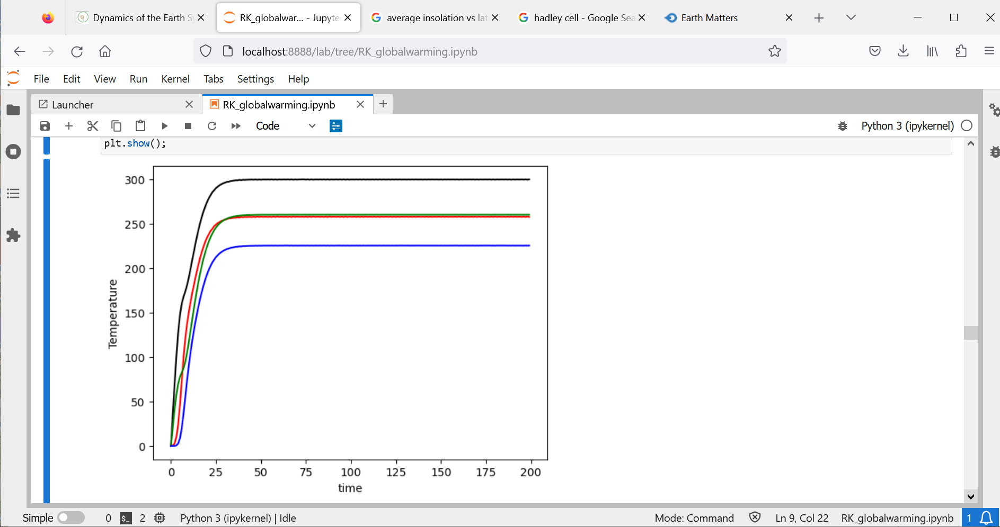 Dynamics of the Earth Sy
RK_globalwar... - Jupyte
average insolation vs lat
hadley cell - Google Sea
Earth Matters
localhost:8888/lab/tree/RK_globalwarming.ipynb
File Edit View Run Kernel Tabs Settings Help
Launcher
RK_globalwarming.ipynb
Code
Python 3 (ipykernel)
plt.show();
300
250
200
150
100
50
0
Temperature
0 25 50 75 100 125 150 175 200
time
Simple 0 $_ 2 Python 3 (ipykernel) | Idle Mode: Command Ln 9, Col 22 RK_globalwarming.ipynb 1